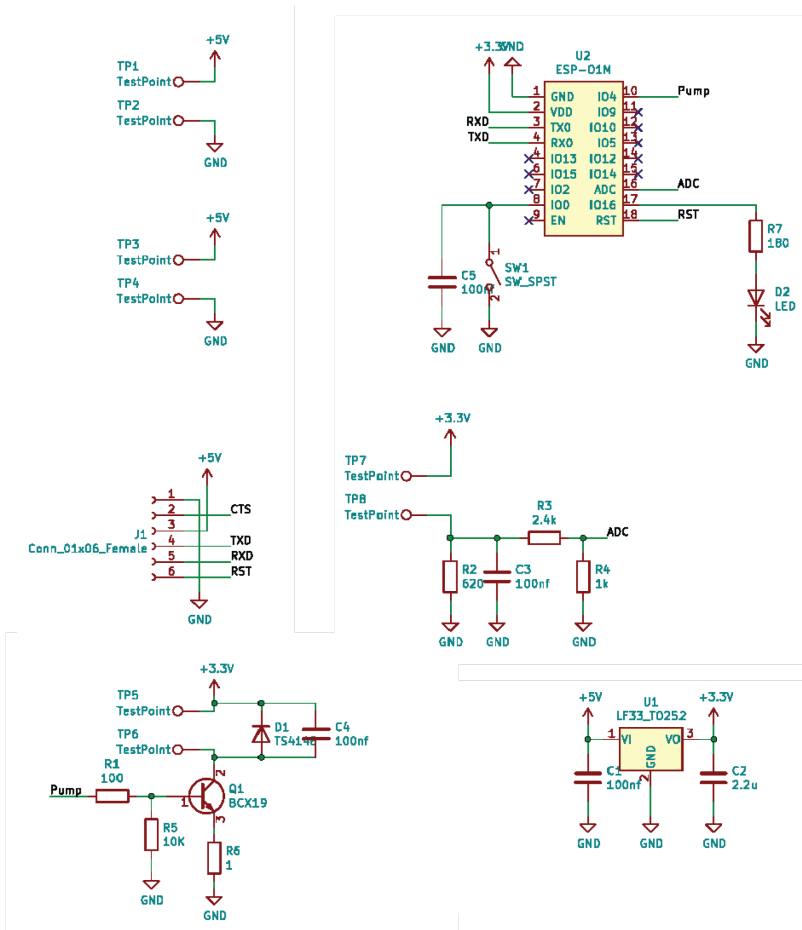 +5V
TP1
TestPoint
TP2
TestPoint
GND
+5V
TP3
TestPoint
TP4
TestPoint
GND
+3.3V
GND
U2
ESP-01M
1 GND
2 VDD
RXD 3 TX0
TXD 4 RX0
4 IO13
6 IO15
7 IO2
8 IO0
9 EN
IO4 10 Pump
IO9 11
IO10 12
IO5 13
IO12 14
IO14 15
ADC 16 ADC
IO16 17
RST 18 RST
R7
180
D2
LED
GND
C5
100nf
1
SW1
SW_SPST
2
GND
GND
+5V
1
2 CTS
3
J1
Conn_01x06_Female
4 TXD
5 RXD
6 RST
GND
+3.3V
TP7
TestPoint
TP8
TestPoint
R3
2.4k
ADC
R2
620
C3
100nf
R4
1k
GND
GND
GND
+3.3V
TP5
TestPoint
TP6
TestPoint
D1
TS4148
C4
100nf
Pump
R1
100
1
2
3
Q1
BCX19
R5
10K
R6
1
GND
GND
+5V
U1
LF33_TO252
+3.3V
1 VI
VO 3
GND
2
C1
100nf
C2
2.2u
GND
GND
GND